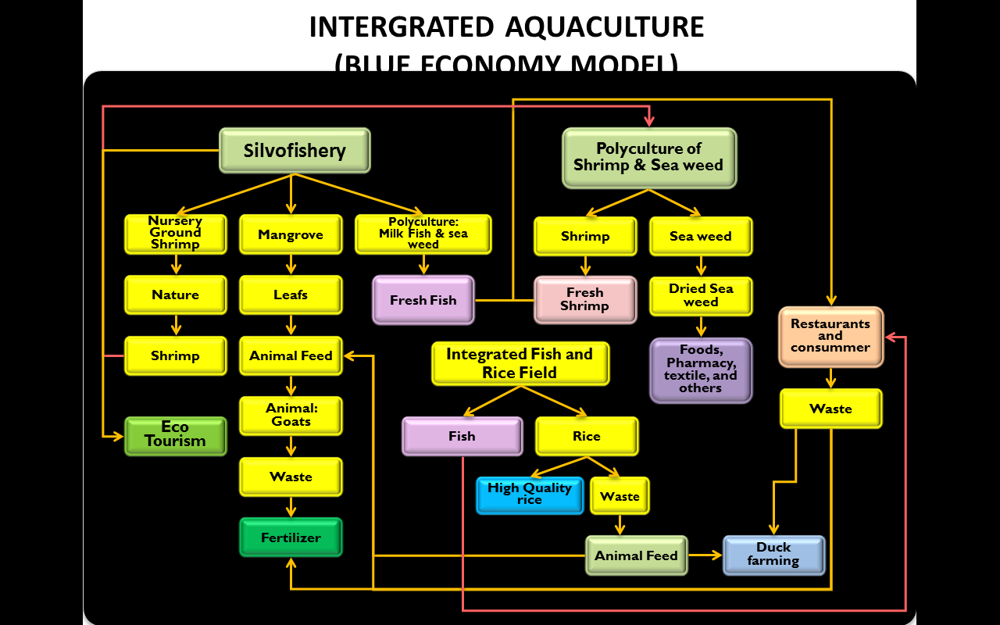 INTERGRATED AQUACULTURE
(BLUE ECONOMY MODEL)
Silvofishery
Polyculture of
Shrimp & Sea weed
Nursery
Ground
Shrimp
Mangrove
Polyculture:
Milk Fish & sea
weed
Shrimp
Sea weed
Nature
Leafs
Fresh Fish
Fresh
Shrimp
Dried Sea
weed
Restaurants
and
consummer
Shrimp
Animal Feed
Integrated Fish and
Rice Field
Foods,
Pharmacy,
textile, and
others
Waste
Animal:
Goats
Eco
Tourism
Fish
Rice
Waste
High Quality
rice
Waste
Fertilizer
Animal Feed
Duck
farming